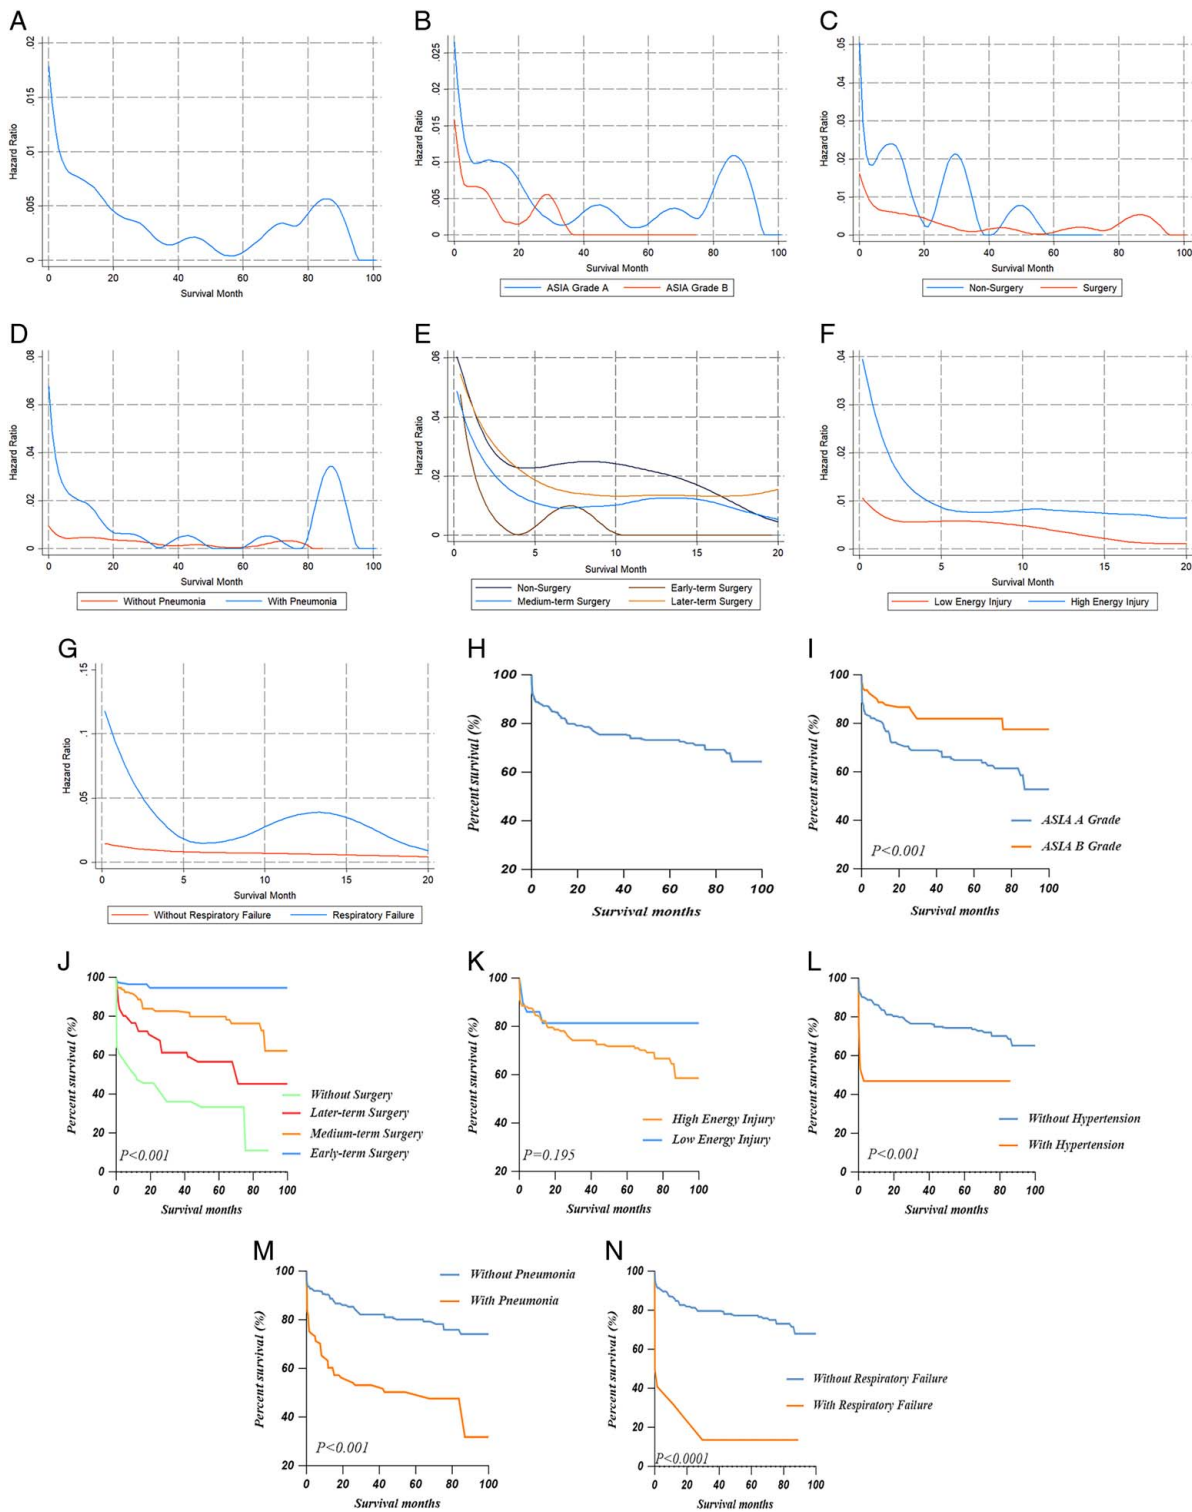 A
.02
.015
.01
.005
0
Hazard Ratio
0 20 40 60 80 100
Survival Month
B
.025
.02
.015
.01
.005
0
Hazard Ratio
0 20 40 60 80 100
Survival Month
ASIA Grade A ASIA Grade B
C
.05
.04
.03
.02
.01
0
Hazard Ratio
0 20 40 60 80 100
Survival Month
Non-Surgery Surgery
D
.08
.06
.04
.02
0
Hazard Ratio
0 20 40 60 80 100
Survival Month
Without Pneumonia With Pneumonia
E
.06
.04
.02
0
Harzard Ratio
0 5 10 15 20
Survival Month
Non-Surgery Early-term Surgery
Medium-term Surgery Later-term Surgery
F
.04
.03
.02
.01
0
Hazard Ratio
0 5 10 15 20
Survival Month
Low Energy Injury High Energy Injury
G
.15
.1
.05
0
Hazard Ratio
0 5 10 15 20
Survival Month
Without Respiratory Failure Respiratory Failure
H
100
80
60
40
20
Percent survival (%)
0 20 40 60 80 100
Survival months
I
100
80
60
40
20
Percent survival (%)
ASIA A Grade
ASIA B Grade
P<0.001
0 20 40 60 80 100
Survival months
J
100
80
60
40
20
0
Percent survival (%)
Without Surgery
Later-term Surgery
Medium-term Surgery
Early-term Surgery
P<0.001
0 20 40 60 80 100
Survival months
K
100
80
60
40
20
Percent survival (%)
High Energy Injury
Low Energy Injury
P=0.195
0 20 40 60 80 100
Survival months
L
100
80
60
40
20
0
Percent survival (%)
Without Hypertension
With Hypertension
P<0.001
0 20 40 60 80 100
Survival months
M
100
80
60
40
20
Percent survival (%)
Without Pneumonia
With Pneumonia
P<0.001
0 20 40 60 80 100
Survival months
N
100
80
60
40
20
0
Percent survival (%)
Without Respiratory Failure
With Respiratory Failure
P<0.0001
0 20 40 60 80 100
Survival months